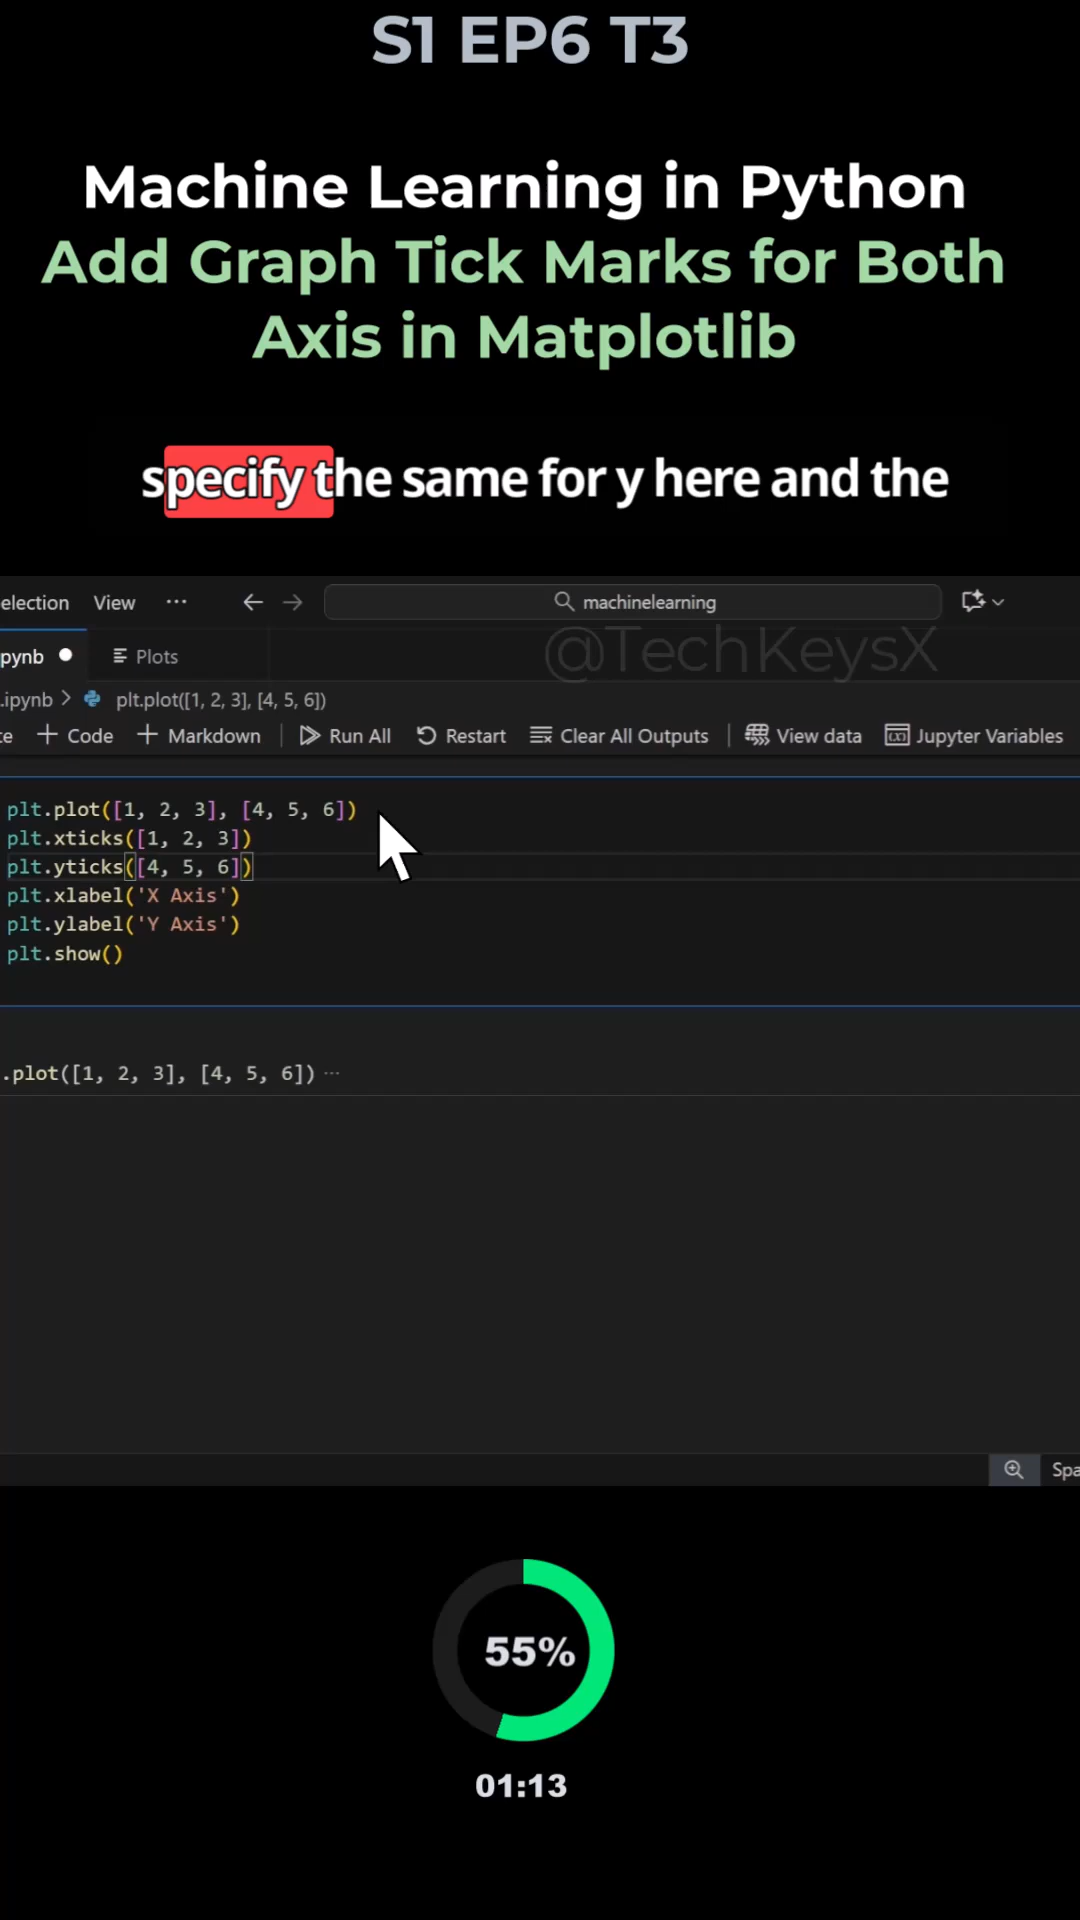 S1 EP6 T3
Machine Learning in Python
Add Graph Tick Marks for Both
Axis in Matplotlib
specify the same for y here and the
election View ··· machinelearning
@TechKeysX
pynb Plots
.ipynb > plt.plot([1, 2, 3], [4, 5, 6])
te + Code + Markdown Run All Restart Clear All Outputs View data Jupyter Variables
plt.plot([1, 2, 3], [4, 5, 6])
plt.xticks([1, 2, 3])
plt.yticks([4, 5, 6])
plt.xlabel('X Axis')
plt.ylabel('Y Axis')
plt.show()
.plot([1, 2, 3], [4, 5, 6]) ···
Spa
55%
01:13